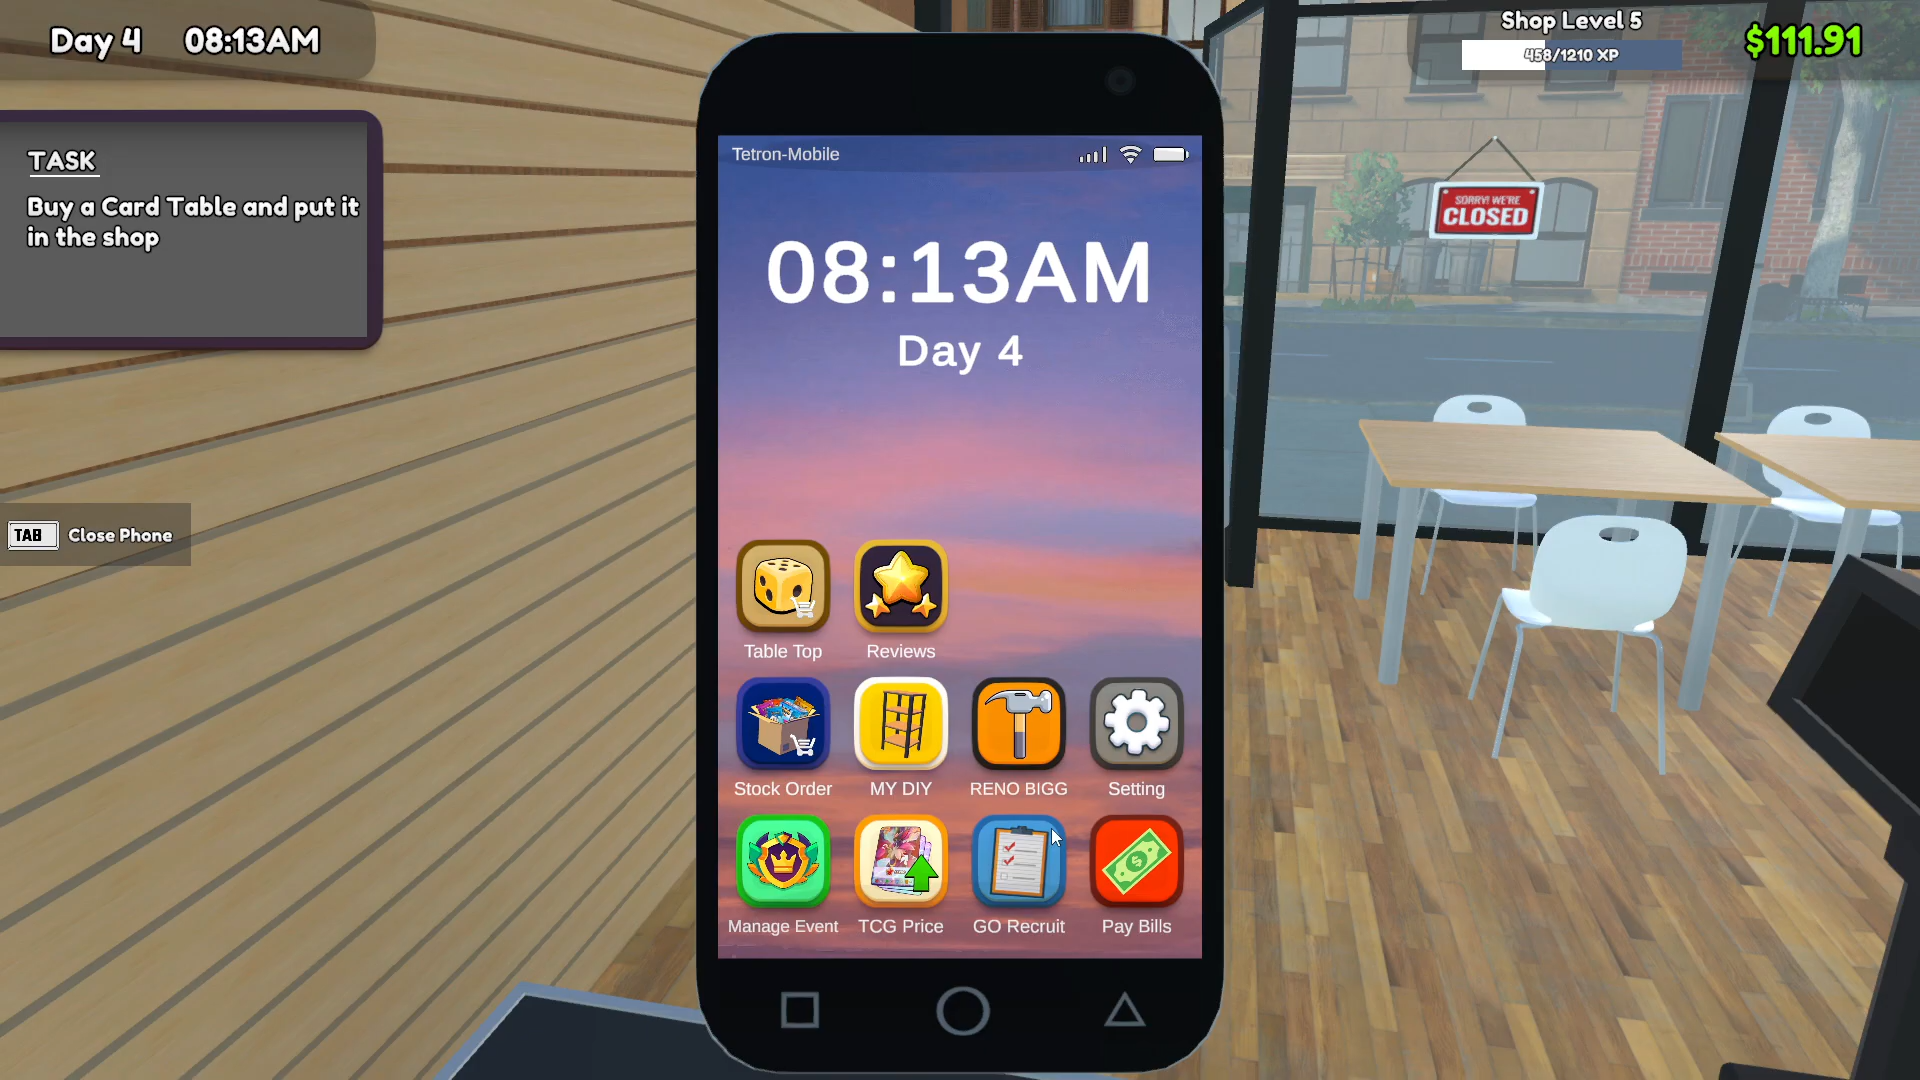 Day 4 08:13AM
Shop Level 5
458/1210 XP
$111.91
TASK
Buy a Card Table and put it
in the shop
TAB Close Phone
Tetron-Mobile
08:13AM
Day 4
Table Top Reviews
Stock Order MY DIY RENO BIGG Setting
Manage Event TCG Price GO Recruit Pay Bills
SORRY! WE'RE
CLOSED